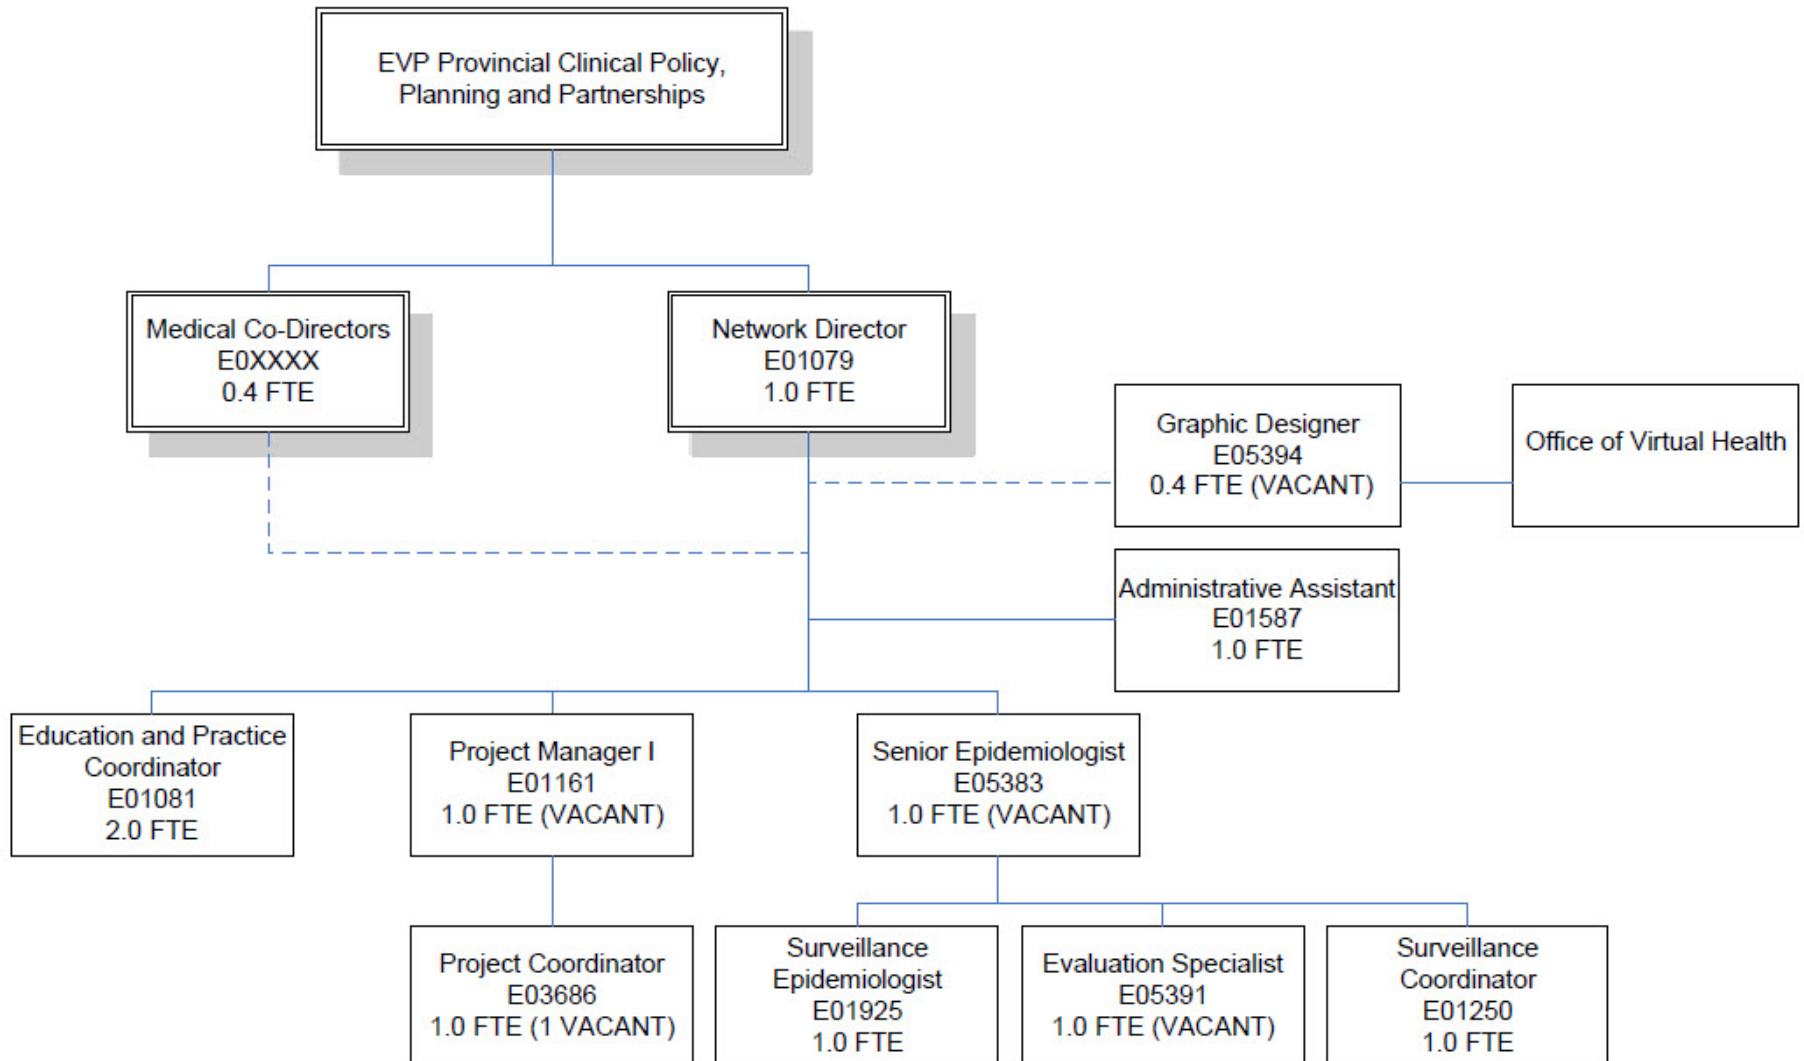 EVP Provincial Clinical Policy,
Planning and Partnerships
Medical Co-Directors
E0XXXX
0.4 FTE
Network Director
E01079
1.0 FTE
Graphic Designer
E05394
0.4 FTE (VACANT)
Office of Virtual Health
Administrative Assistant
E01587
1.0 FTE
Education and Practice
Coordinator
E01081
2.0 FTE
Project Manager I
E01161
1.0 FTE (VACANT)
Senior Epidemiologist
E05383
1.0 FTE (VACANT)
Project Coordinator
E03686
1.0 FTE (1 VACANT)
Surveillance
Epidemiologist
E01925
1.0 FTE
Evaluation Specialist
E05391
1.0 FTE (VACANT)
Surveillance
Coordinator
E01250
1.0 FTE